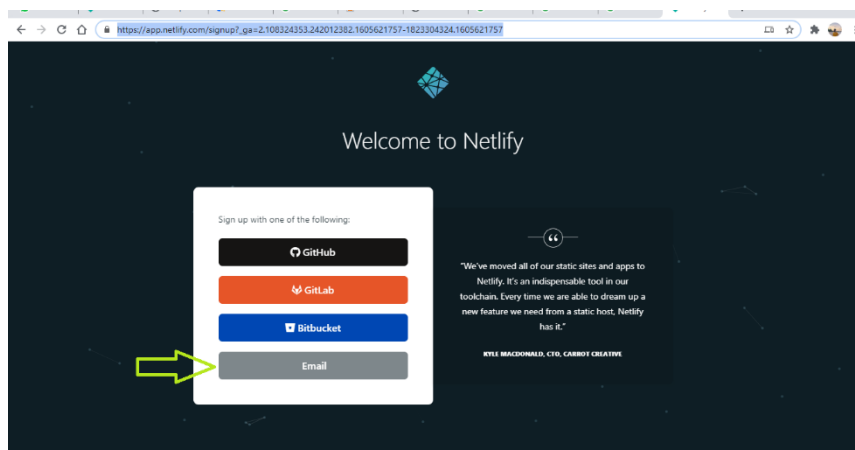 https://app.netlify.com/signup?_ga=2.108324353.242012382.1605621757-1823304324.1605621757
Welcome to Netlify
Sign up with one of the following:
GitHub
GitLab
Bitbucket
Email
"We've moved all of our static sites and apps to
Netlify. It's an indispensable tool in our
toolchain. Every time we are able to dream up a
new feature we need from a static host, Netlify
has it."
KYLE MACDONALD, CTO, CARROT CREATIVE